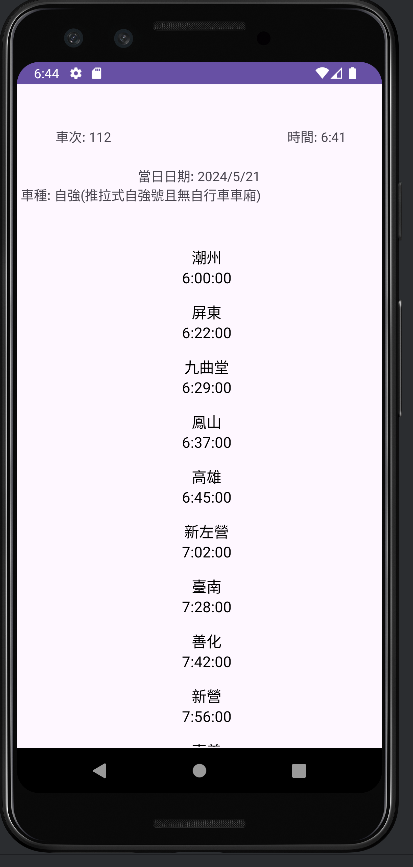 6:44
車次: 112
時間: 6:41
當日日期: 2024/5/21
車種: 自強(推拉式自強號且無自行車車廂)
潮州
6:00:00
屏東
6:22:00
九曲堂
6:29:00
鳳山
6:37:00
高雄
6:45:00
新左營
7:02:00
臺南
7:28:00
善化
7:42:00
新營
7:56:00